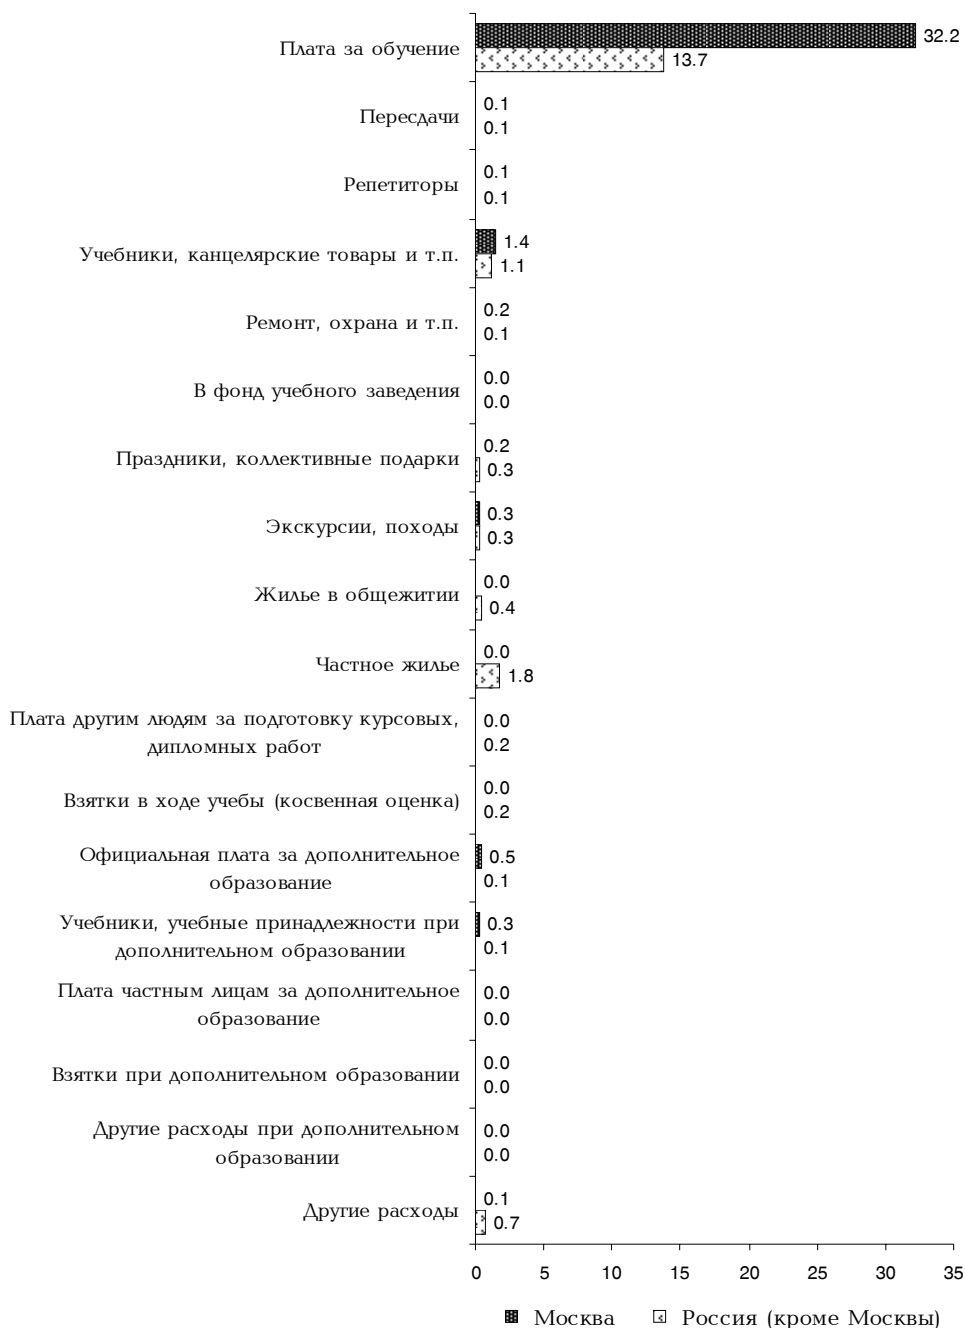 Плата за обучение
32.2
13.7
Пересдачи
0.1
0.1
Репетиторы
0.1
0.1
Учебники, канцелярские товары и т.п.
1.4
1.1
Ремонт, охрана и т.п.
0.2
0.1
В фонд учебного заведения
0.0
0.0
Праздники, коллективные подарки
0.2
0.3
Экскурсии, походы
0.3
0.3
Жилье в общежитии
0.0
0.4
Частное жилье
0.0
1.8
Плата другим людям за подготовку курсовых,
дипломных работ
0.0
0.2
Взятки в ходе учебы (косвенная оценка)
0.0
0.2
Официальная плата за дополнительное
образование
0.5
0.1
Учебники, учебные принадлежности при
дополнительном образовании
0.3
0.1
Плата частным лицам за дополнительное
образование
0.0
0.0
Взятки при дополнительном образовании
0.0
0.0
Другие расходы при дополнительном
образовании
0.0
0.0
Другие расходы
0.1
0.7
0 5 10 15 20 25 30 35
Москва Россия (кроме Москвы)